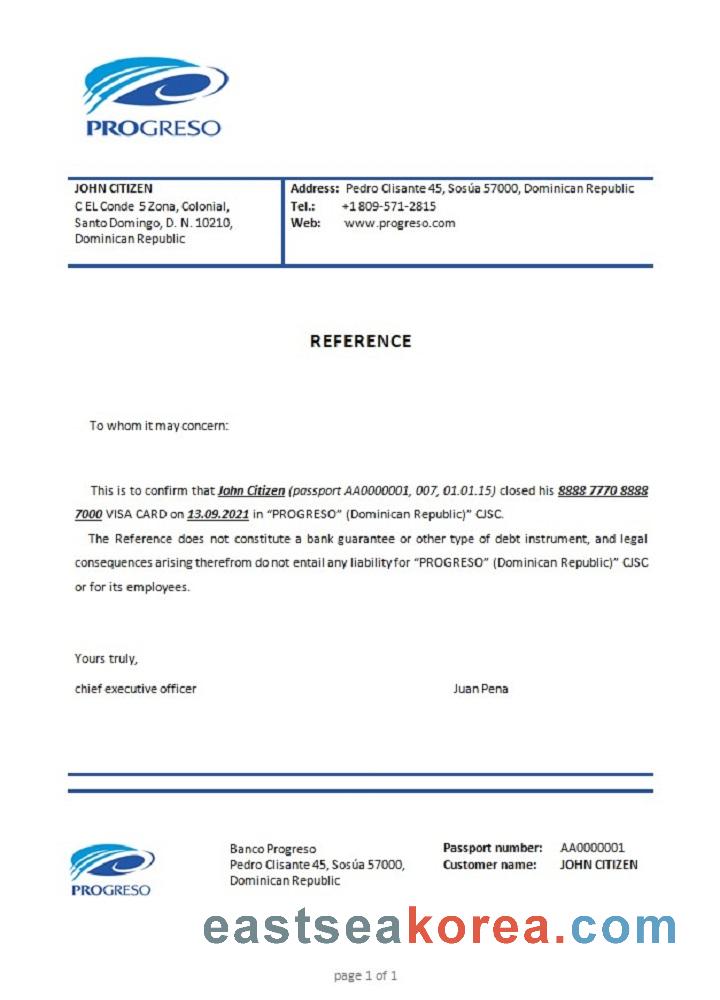 PROGRESO
JOHN CITIZEN
C EL Conde 5 Zona, Colonial,
Santo Domingo, D. N. 10210,
Dominican Republic
Address: Pedro Clisante 45, Sosúa 57000, Dominican Republic
Tel.: +1 809-571-2815
Web: www.progreso.com
REFERENCE
To whom it may concern:
This is to confirm that John Citizen (passport AA0000001, 007, 01.01.15) closed his 8888 7770 8888
7000 VISA CARD on 13.09.2021 in “PROGRESO” (Dominican Republic)” CJSC.
The Reference does not constitute a bank guarantee or other type of debt instrument, and legal
consequences arising therefrom do not entail any liability for “PROGRESO” (Dominican Republic)” CJSC
or for its employees.
Yours truly,
chief executive officer Juan Pena
PROGRESO
Banco Progreso
Pedro Clisante 45, Sosúa 57000,
Dominican Republic
Passport number: AA0000001
Customer name: JOHN CITIZEN
eastseakorea.com
page 1 of 1